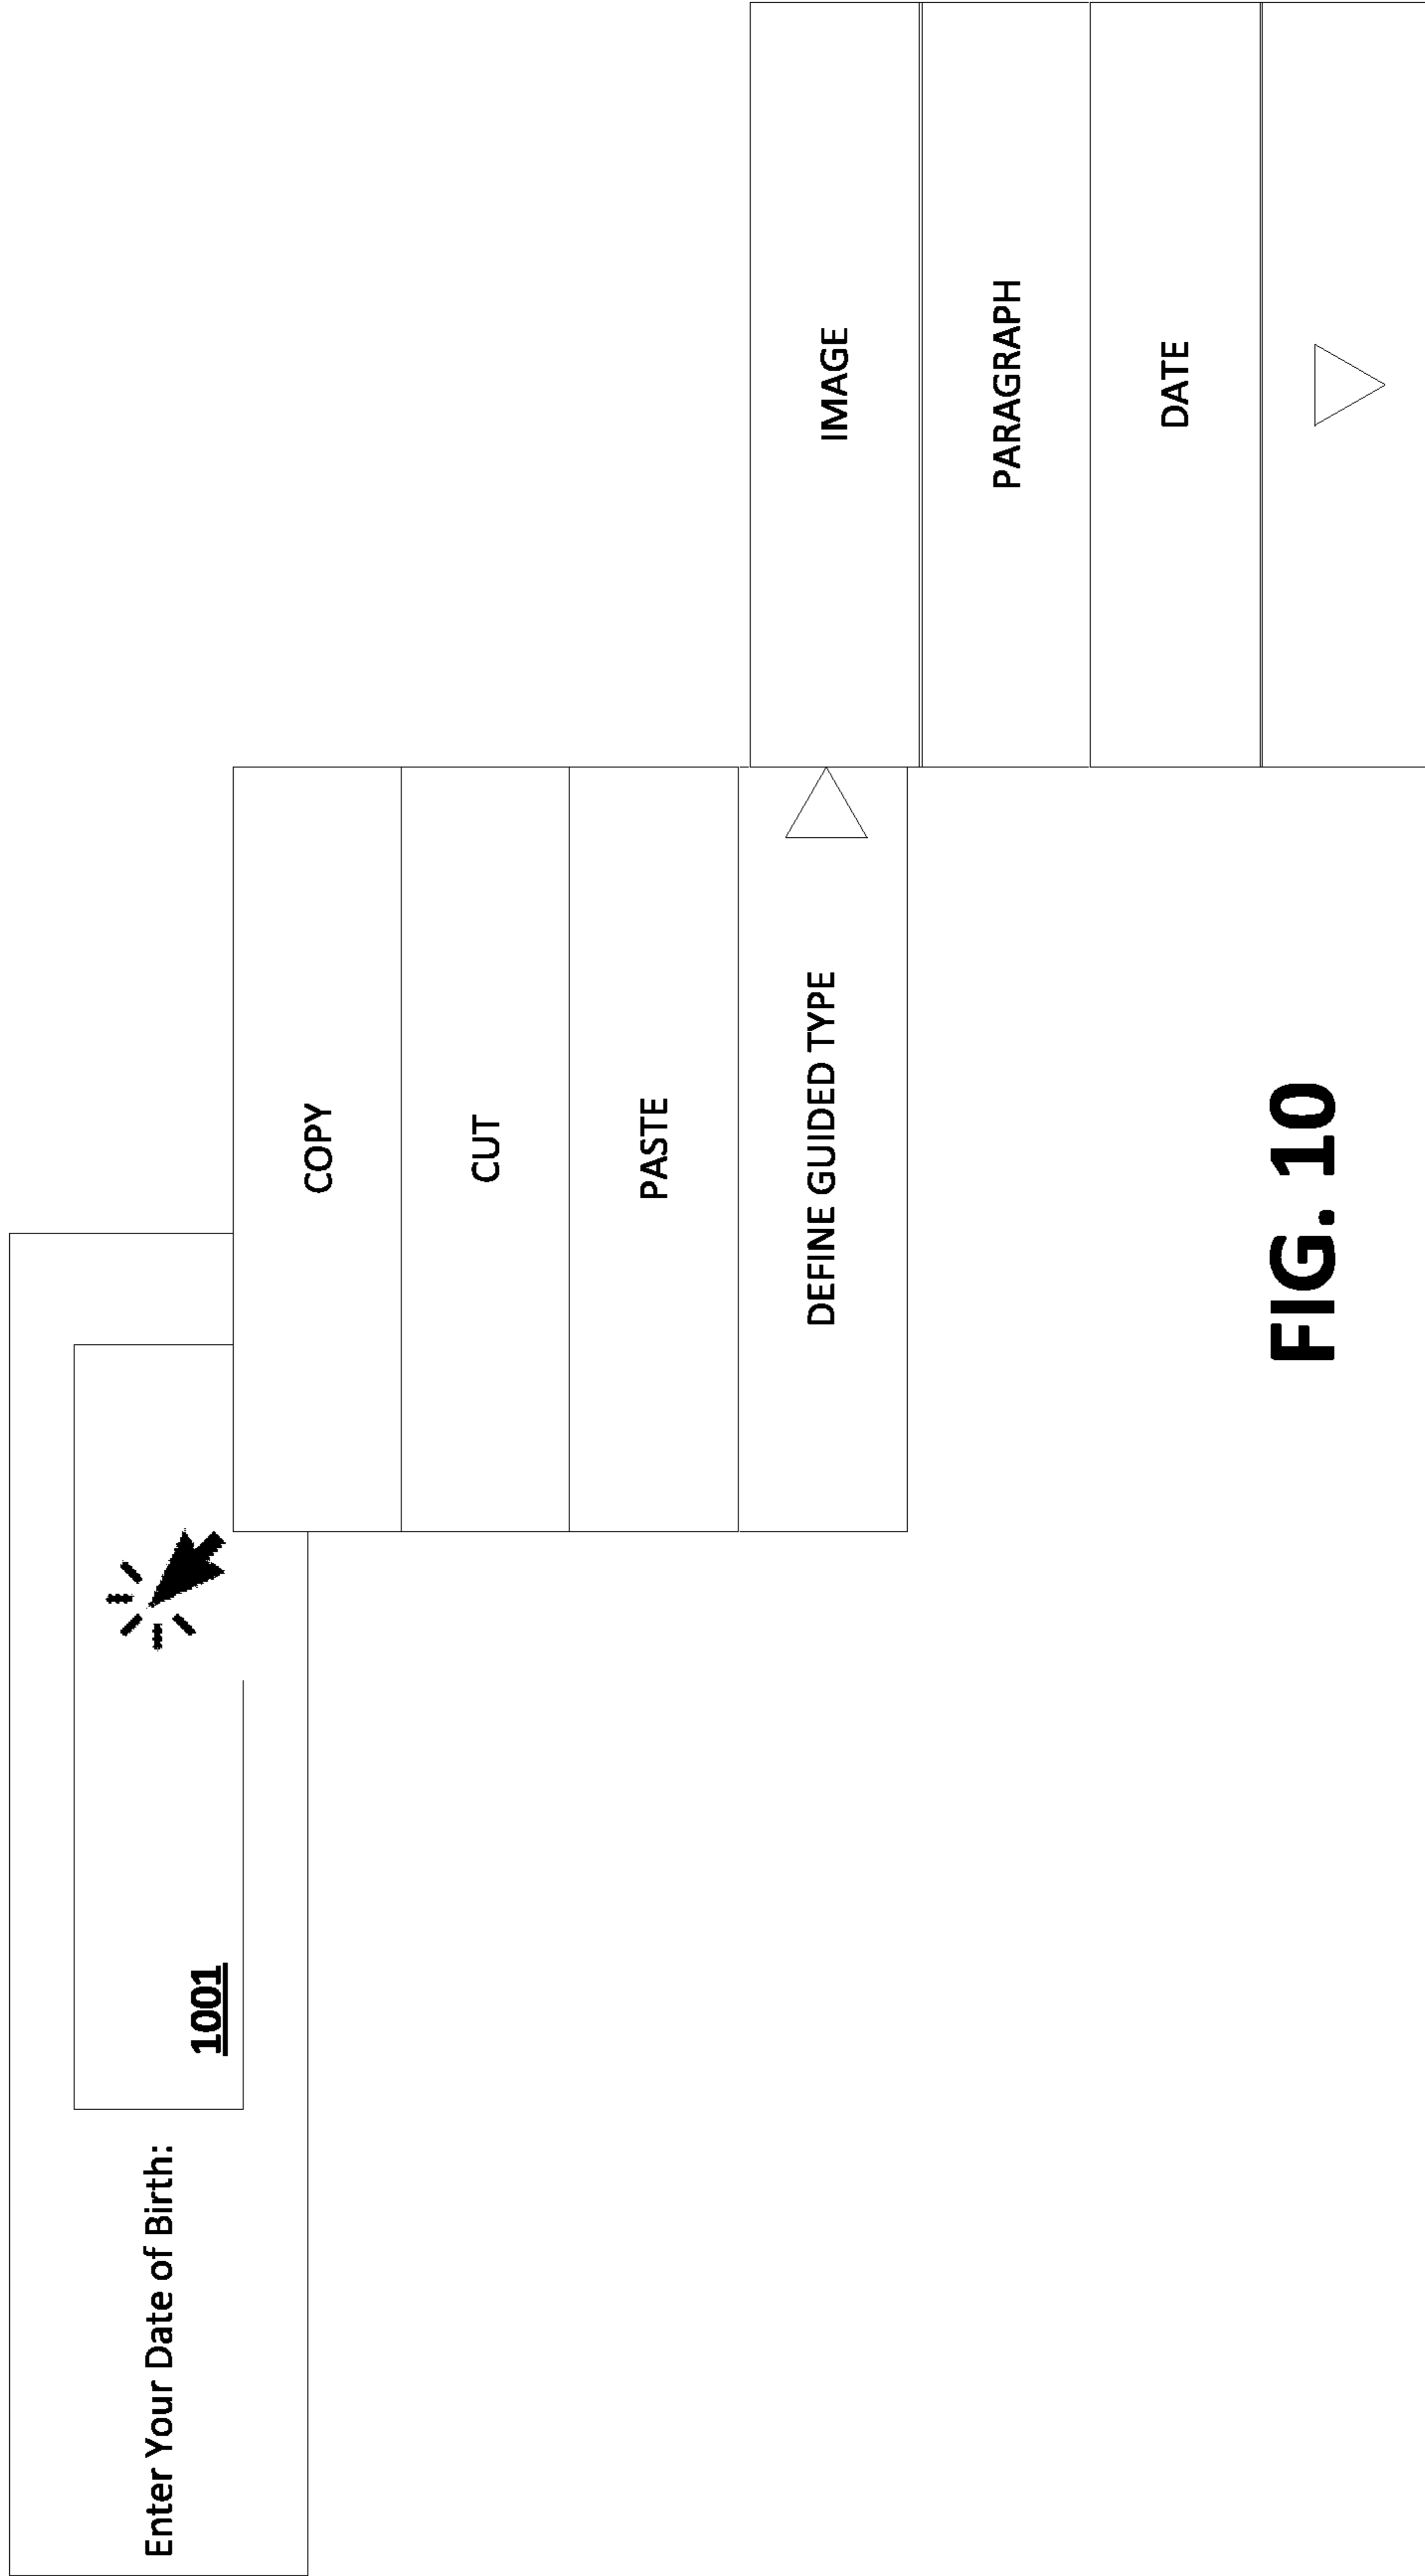 Enter Your Date of Birth:
1001
COPY
CUT
PASTE
DEFINE GUIDED TYPE
IMAGE
PARAGRAPH
DATE
FIG. 10